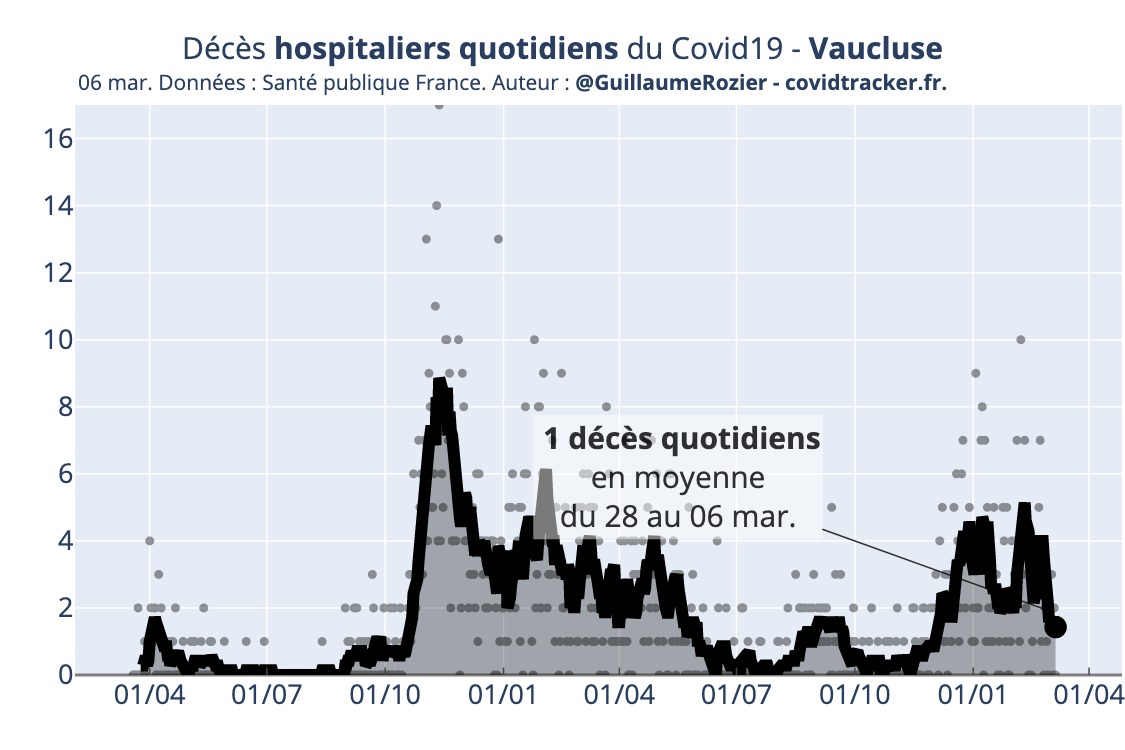 Décès hospitaliers quotidiens du Covid19 - Vaucluse
06 mar. Données : Santé publique France. Auteur : @GuillaumeRozier - covidtracker.fr.
16
14
12
10
8
1 décès quotidiens
6
en moyenne
du 28 au 06 mar.
4
2
0
01/04 01/07 01/10 01/01 01/04 01/07 01/10 01/01 01/04